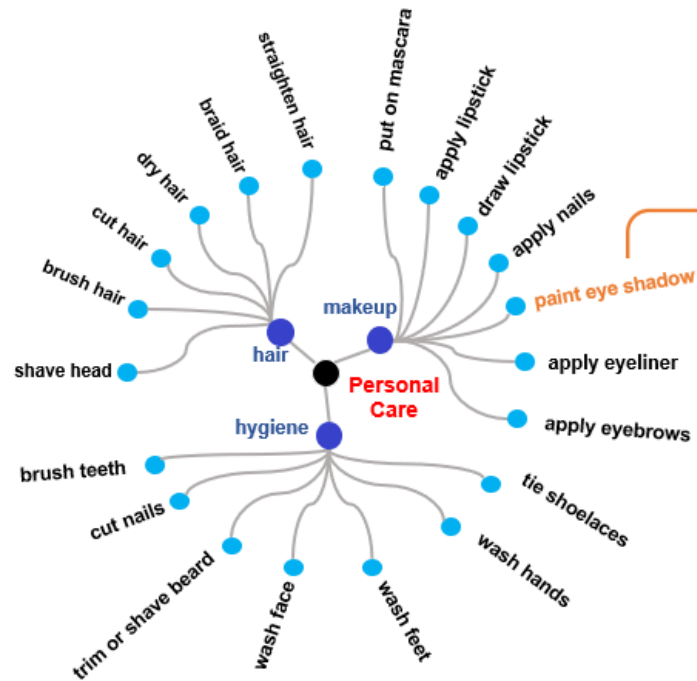 straighten hair
braid hair
dry hair
cut hair
brush hair
shave head
hair
put on mascara
apply lipstick
draw lipstick
apply nails
paint eye shadow
apply eyeliner
apply eyebrows
makeup
Personal
Care
hygiene
brush teeth
cut nails
trim or shave beard
wash face
wash feet
wash hands
tie shoelaces